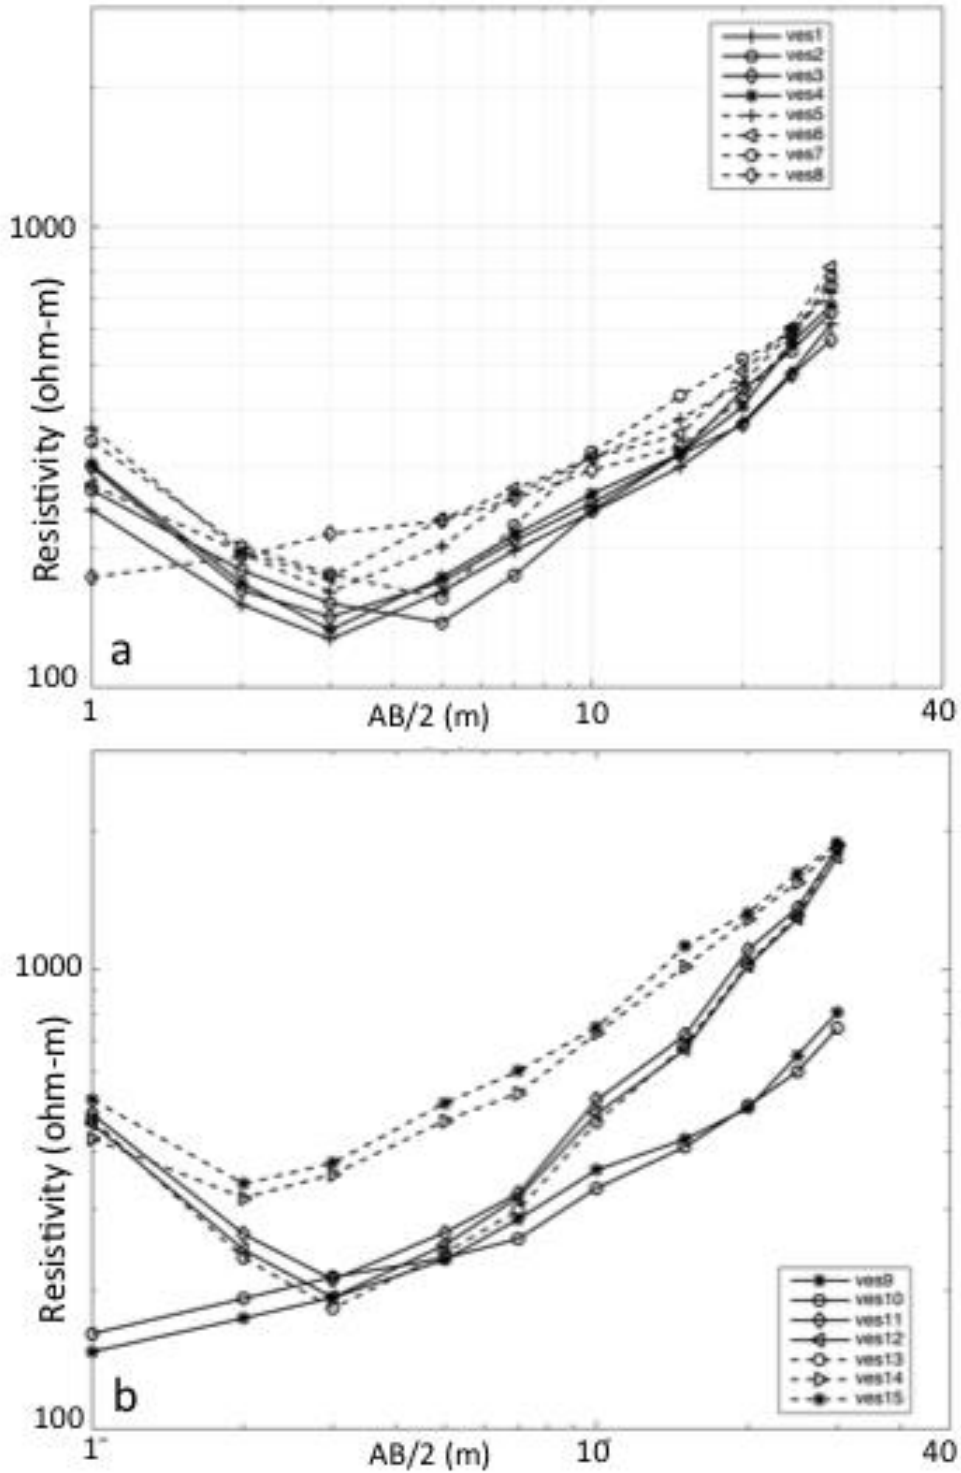 ves1
ves2
ves3
ves4
ves5
ves6
ves7
ves8
1000
Resistivity (ohm-m)
a
100
1
AB/2 (m)
10
40
1000
Resistivity (ohm-m)
ves9
ves10
ves11
ves12
ves13
ves14
ves15
b
100
1
AB/2 (m)
10
40